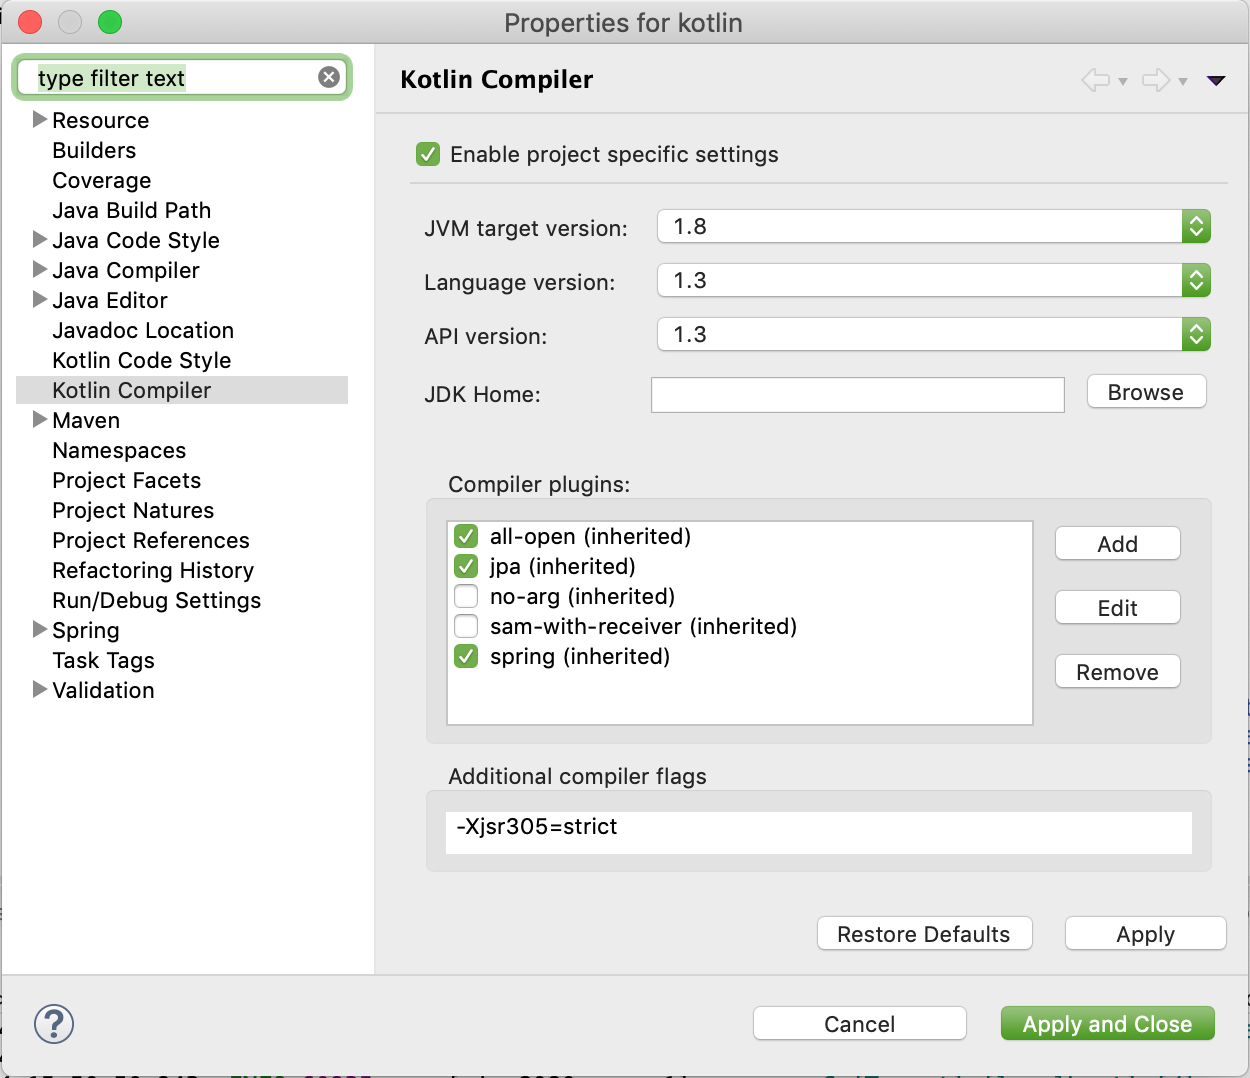 Properties for kotlin
type filter text
Resource
Builders
Coverage
Java Build Path
Java Code Style
Java Compiler
Java Editor
Javadoc Location
Kotlin Code Style
Kotlin Compiler
Maven
Namespaces
Project Facets
Project Natures
Project References
Refactoring History
Run/Debug Settings
Spring
Task Tags
Validation
Kotlin Compiler
Enable project specific settings
JVM target version: 1.8
Language version: 1.3
API version: 1.3
JDK Home: Browse
Compiler plugins:
all-open (inherited)
jpa (inherited)
no-arg (inherited)
sam-with-receiver (inherited)
spring (inherited)
Add
Edit
Remove
Additional compiler flags
-Xjsr305=strict
Restore Defaults Apply
? Cancel Apply and Close